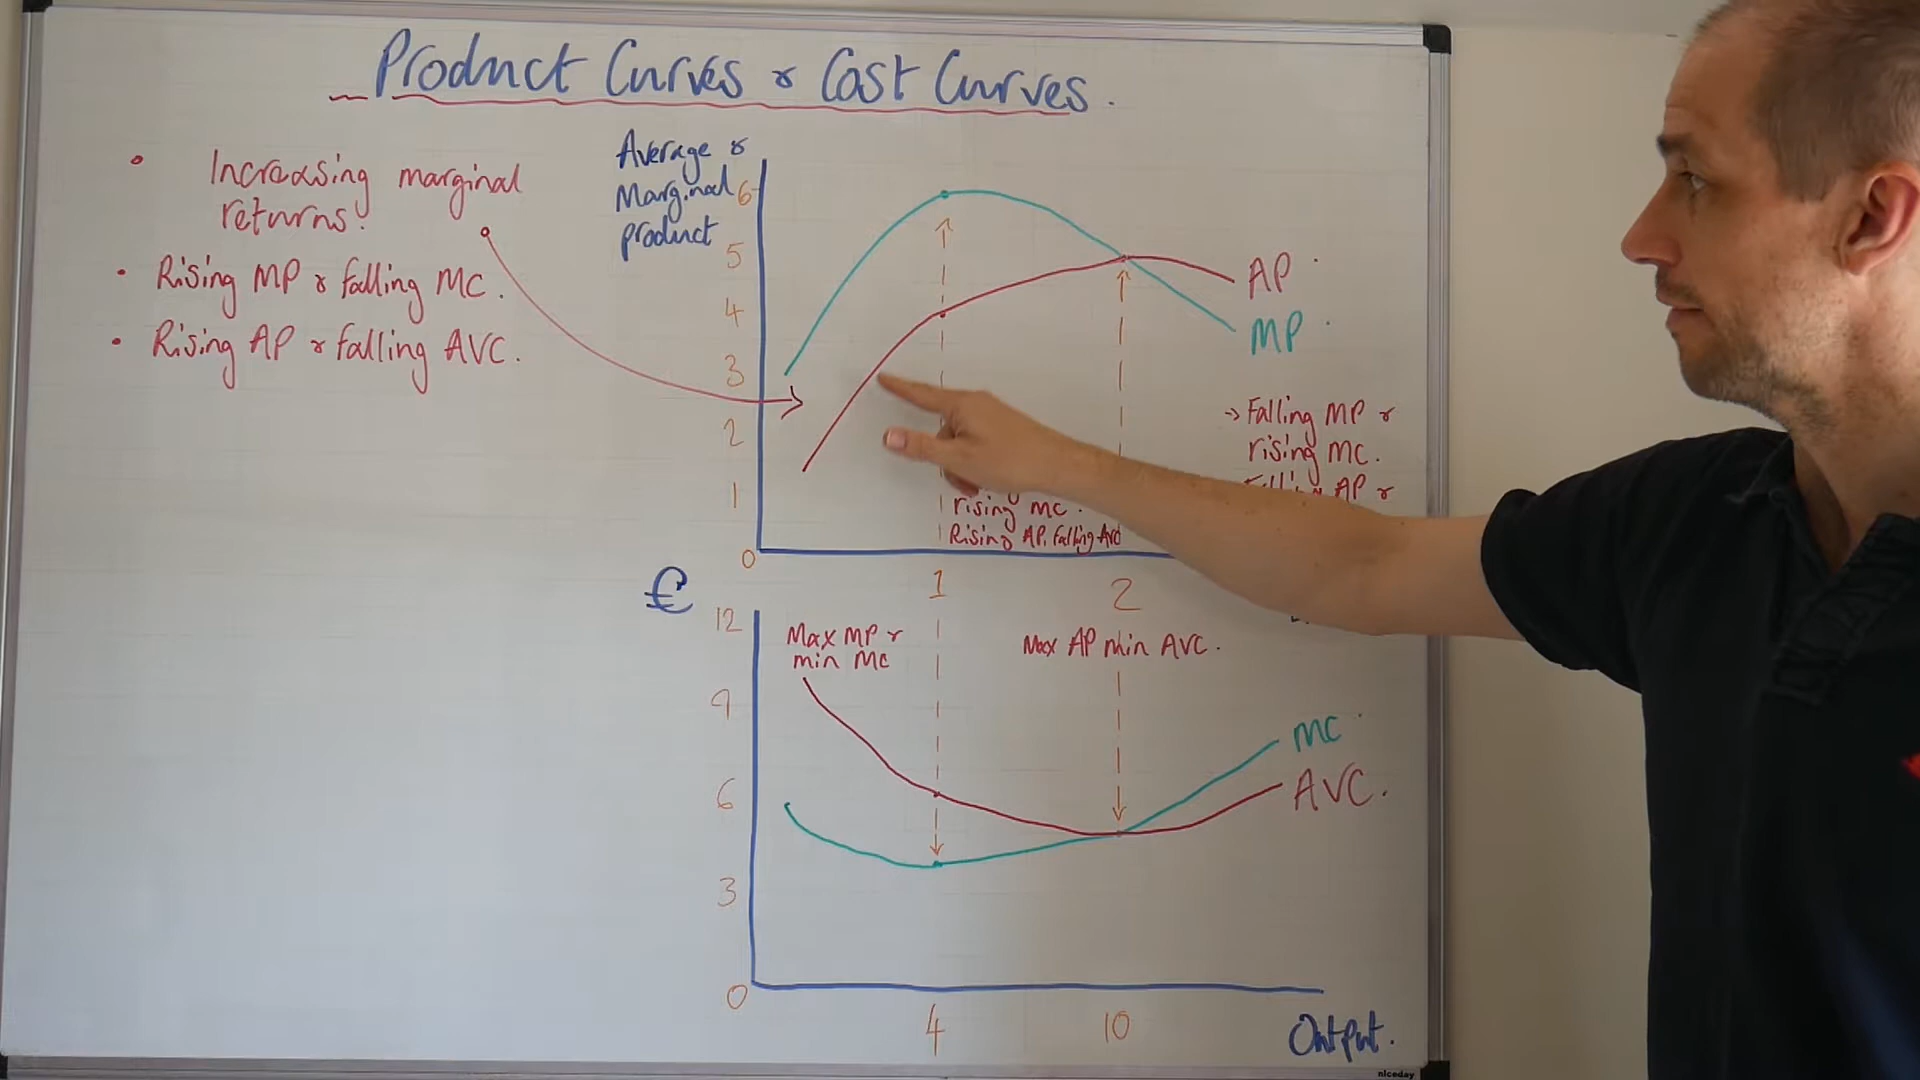 Product Curves & Cost Curves.
• Increasing marginal
returns.
• Rising MP & falling MC.
• Rising AP & falling AVC.
Average &
Marginal
product
6
5
4
3
2
1
0
AP
MP
→ Falling MP &
rising MC.
AP &
rising MC.
Rising AP. Falling AVC
1
2
€
12
9
6
3
0
Max MP &
min MC
Max AP min AVC.
MC
AVC.
4
10
Output.
niceday